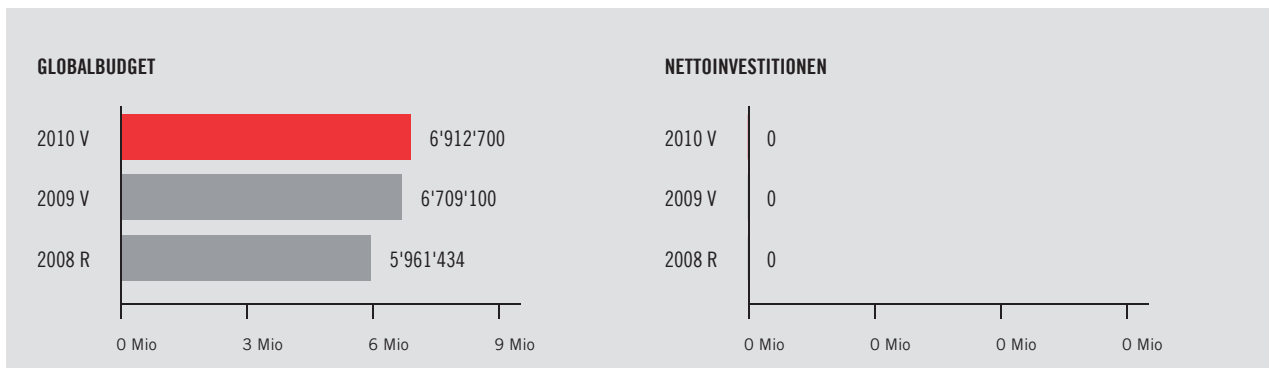 GLOBALBUDGET
2010 V 6'912'700
2009 V 6'709'100
2008 R 5'961'434
0 Mio 3 Mio 6 Mio 9 Mio
NETTOINVESTITIONEN
2010 V 0
2009 V 0
2008 R 0
0 Mio 0 Mio 0 Mio 0 Mio